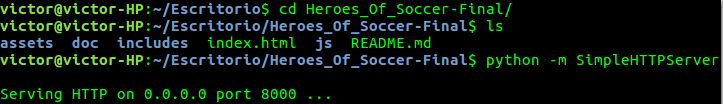 victor@victor-HP:~/Escritorio$ cd Heroes_Of_Soccer-Final/
victor@victor-HP:~/Escritorio/Heroes_Of_Soccer-Final$ ls
assets  doc  includes  index.html  js  README.md
victor@victor-HP:~/Escritorio/Heroes_Of_Soccer-Final$ python -m SimpleHTTPServer
Serving HTTP on 0.0.0.0 port 8000 ...